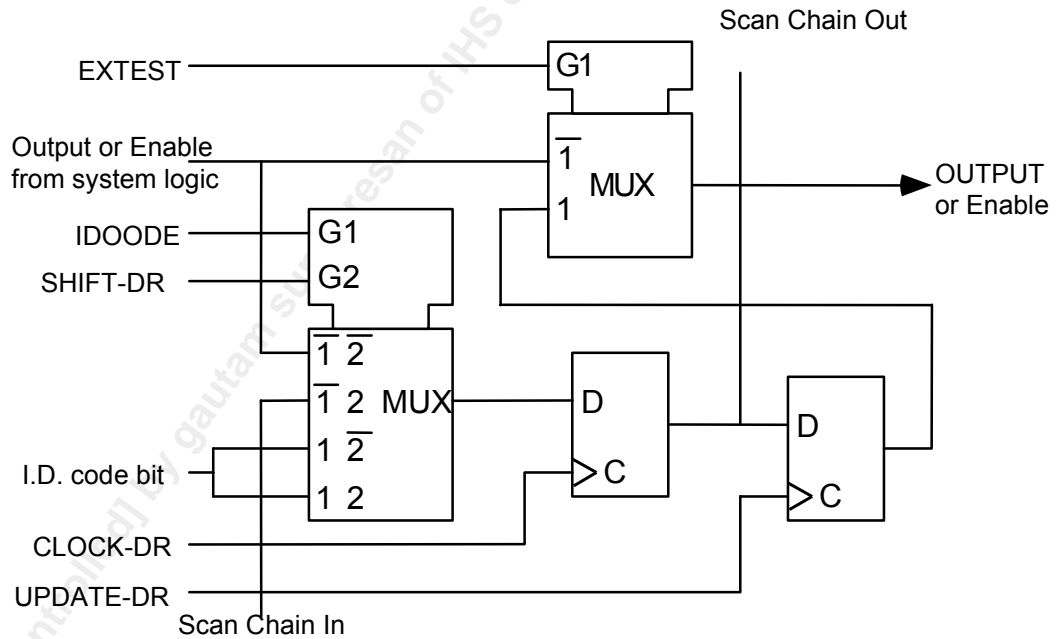 Scan Chain Out
EXTEST
G1
Output or Enable
from system logic
1
MUX
1
OUTPUT
or Enable
IDOODE
G1
SHIFT-DR
G2
1 2
1 2 MUX
1 2
1 2
D
C
D
C
I.D. code bit
CLOCK-DR
UPDATE-DR
Scan Chain In